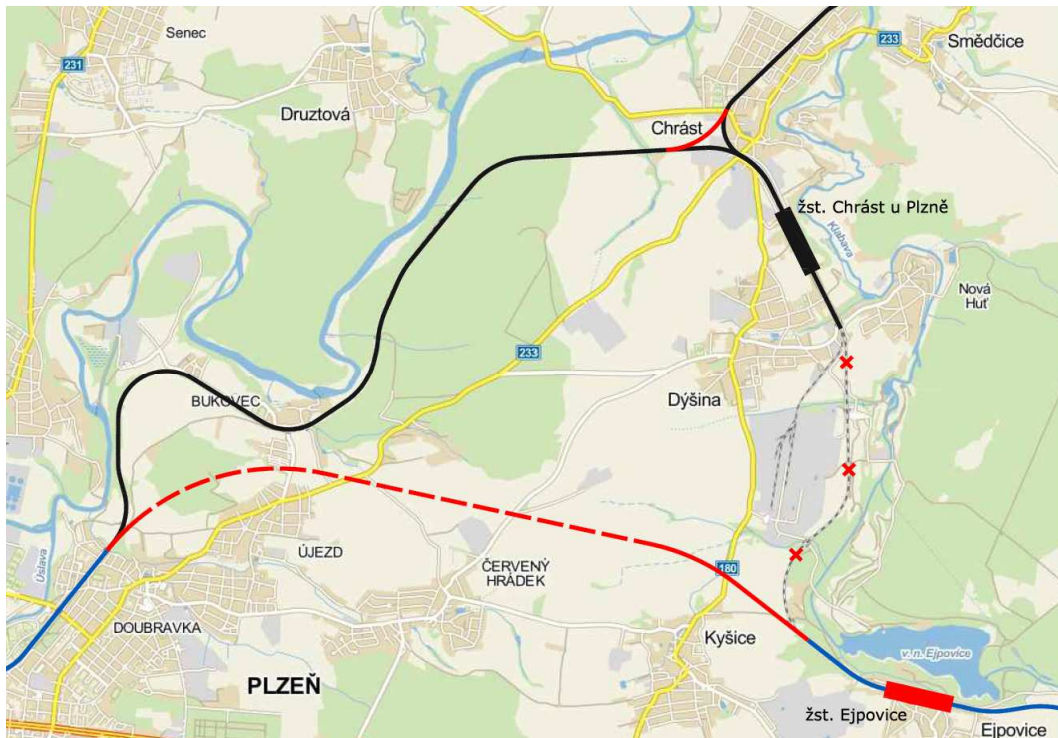 Senec
231
Druztová
233
Smědčice
Chrást
žst. Chrást u Plzně
Klabava
Nová
Huť
BUKOVEC
233
Dýšina
Úslava
ÚJEZD
ČERVENÝ
HRÁDEK
180
DOUBRAVKA
Kyšice
v. n. Ejpovice
PLZEŇ
žst. Ejpovice
Ejpovice